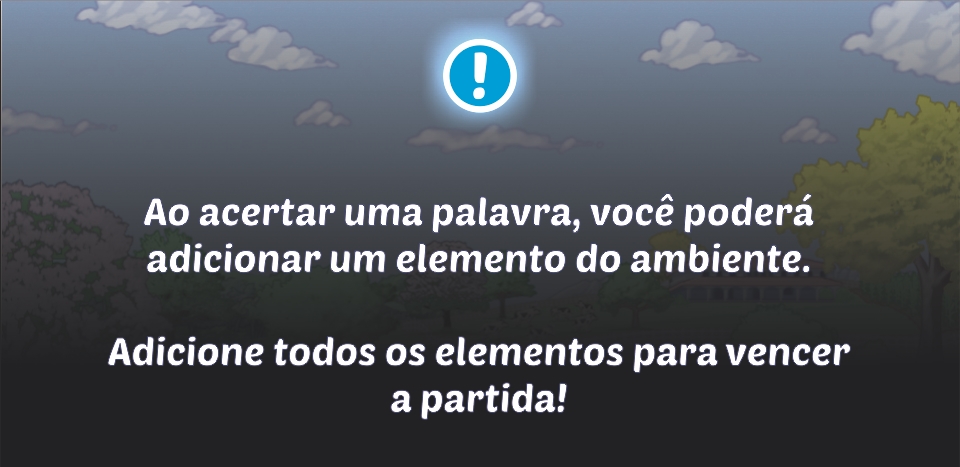 !
Ao acertar uma palavra, você poderá
adicionar um elemento do ambiente.
Adicione todos os elementos para vencer
a partida!